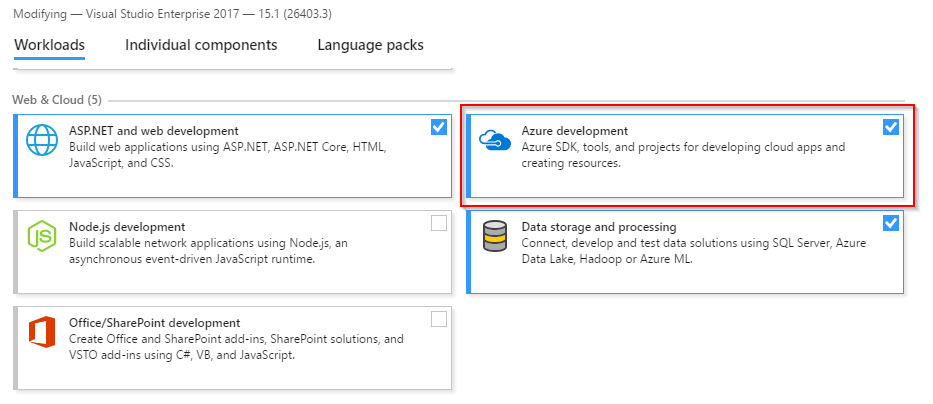 Modifying — Visual Studio Enterprise 2017 — 15.1 (26403.3)
Workloads Individual components Language packs
Web & Cloud (5)
ASP.NET and web development
Build web applications using ASP.NET, ASP.NET Core, HTML,
JavaScript, and CSS.
Azure development
Azure SDK, tools, and projects for developing cloud apps and
creating resources.
JS
Node.js development
Build scalable network applications using Node.js, an
asynchronous event-driven JavaScript runtime.
Data storage and processing
Connect, develop and test data solutions using SQL Server, Azure
Data Lake, Hadoop or Azure ML.
Office/SharePoint development
Create Office and SharePoint add-ins, SharePoint solutions, and
VSTO add-ins using C#, VB, and JavaScript.